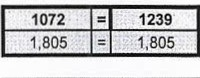 1072 = 1239
1,805 = 1,805